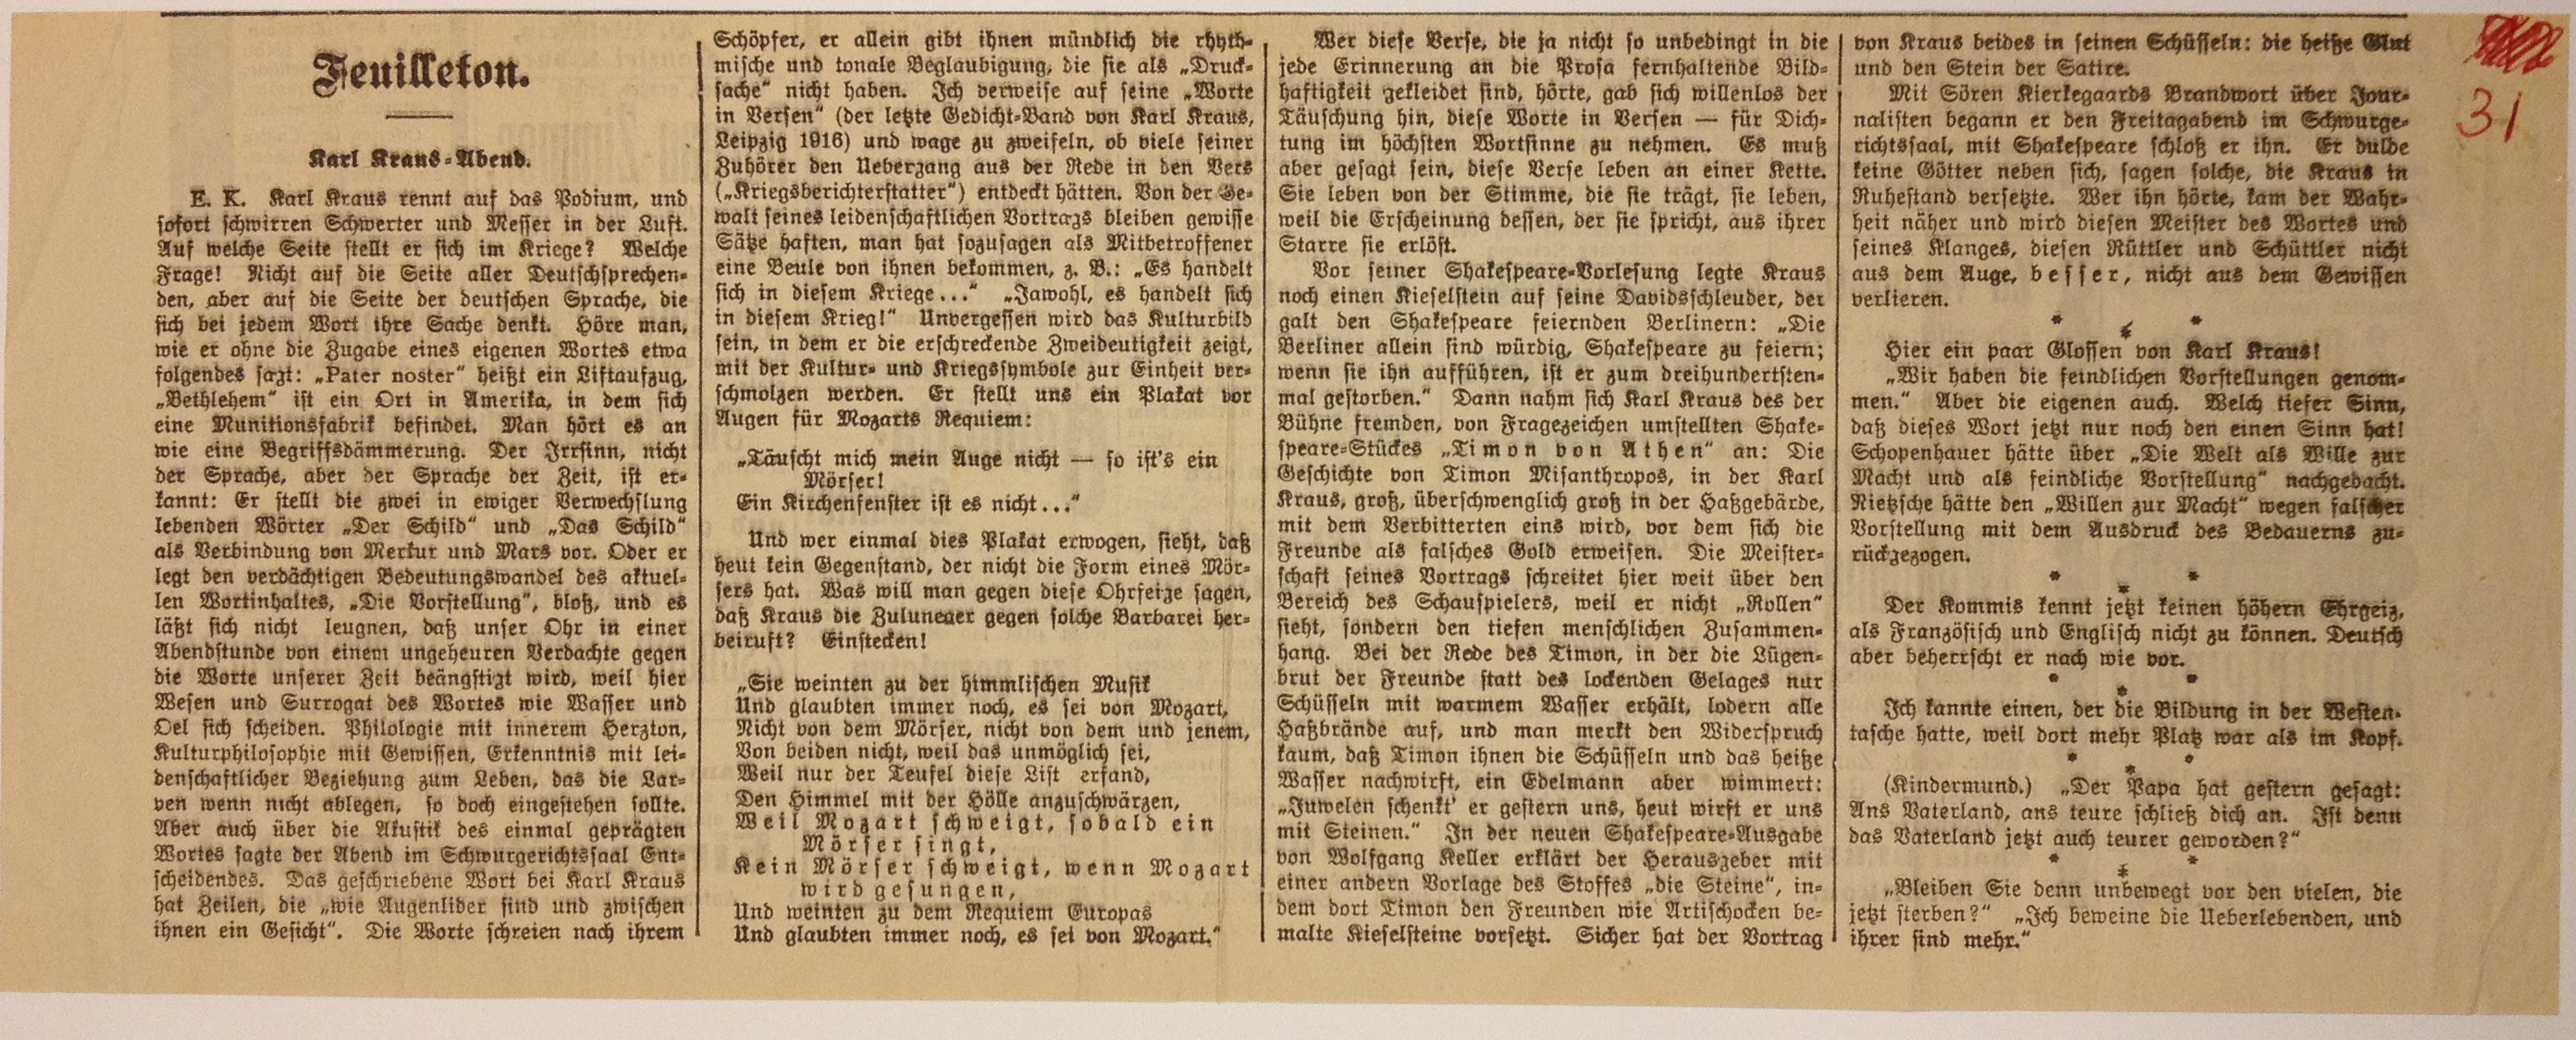 Feuilleton.
Karl Kraus-Abend.
E. K. Karl Kraus rennt auf das Podium, und
sofort schwirren Schwerter und Messer in der Luft.
Auf welche Seite stellt er sich im Kriege? Welche
Frage! Nicht auf die Seite aller Deutschsprechen-
den, aber auf die Seite der deutschen Sprache, die
sich bei jedem Wort ihre Sache denkt. Höre man,
wie er ohne die Zugabe eines eigenen Wortes etwa
folgendes sagt: „Pater noster“ heißt ein Liftaufzug,
„Bethlehem“ ist ein Ort in Amerika, in dem sich
eine Munitionsfabrik befindet. Man hört es an
wie eine Begriffsdämmerung. Der Irrsinn, nicht
der Sprache, aber der Sprache der Zeit, ist er-
kannt: Er stellt die zwei in ewiger Verwechslung
lebenden Wörter „Der Schild“ und „Das Schild“
als Verbindung von Merkur und Mars vor. Oder er
legt den verdächtigen Bedeutungswandel des aktuel-
len Wortinhaltes, „Die Vorstellung“, bloß, und es
läßt sich nicht leugnen, daß unser Ohr in einer
Abendstunde von einem ungeheuren Verdachte gegen
die Worte unserer Zeit beängstigt wird, weil hier
Wesen und Surrogat des Wortes wie Wasser und
Oel sich scheiden. Philologie mit innerem Herzton,
Kulturphilosophie mit Gewissen, Erkenntnis mit lei-
denschaftlicher Beziehung zum Leben, das die Lar-
ven wenn nicht ablegen, so doch eingestehen sollte.
Aber auch über die Akustik des einmal geprägten
Wortes sagte der Abend im Schwurgerichtssaal Ent-
scheidendes. Das geschriebene Wort bei Karl Kraus
hat Zeilen, die „wie Augenlider sind und zwischen
ihnen ein Gesicht“. Die Worte schreien nach ihrem
Schöpfer, er allein gibt ihnen mündlich die rhyth-
mische und tonale Beglaubigung, die sie als „Druck-
sache“ nicht haben. Ich verweise auf seine „Worte
in Versen“ (der letzte Gedicht-Band von Karl Kraus,
Leipzig 1916) und wage zu zweifeln, ob viele seiner
Zuhörer den Ueberzang aus der Rede in den Vers
(„Kriegsberichterstatter“) entdeckt hätten. Von der Ge-
walt seines leidenschaftlichen Vortrags bleiben gewisse
Sätze haften, man hat sozusagen als Mitbetroffener
eine Beule von ihnen bekommen, z. B.: „Es handelt
sich in diesem Kriege...“ „Jawohl, es handelt sich
in diesem Krieg!“ Unvergessen wird das Kulturbild
sein, in dem er die erschreckende Zweideutigkeit zeigt,
mit der Kultur- und Kriegssymbole zur Einheit ver-
schmolzen werden. Er stellt uns ein Plakat vor
Augen für Mozarts Requiem:
„Täuscht mich mein Auge nicht — so ist's ein
Mörser!
Ein Kirchenfenster ist es nicht...“
Und wer einmal dies Plakat erwogen, sieht, daß
heut kein Gegenstand, der nicht die Form eines Mör-
sers hat. Was will man gegen diese Ohrfeige sagen,
daß Kraus die Zuluneger gegen solche Barbarei her-
beiruft? Einstecken!
„Sie weinten zu der himmlischen Musik
Und glaubten immer noch, es sei von Mozart,
Nicht von dem Mörser, nicht von dem und jenem,
Von beiden nicht, weil das unmöglich sei,
Weil nur der Teufel diese List erfand,
Den Himmel mit der Hölle anzuschwärzen,
Weil Mozart schweigt, sobald ein
Mörser singt,
Kein Mörser schweigt, wenn Mozart
wird gesungen,
Und weinten zu dem Requiem Europas
Und glaubten immer noch, es sei von Mozart.“
Wer diese Verse, die ja nicht so unbedingt in die
jede Erinnerung an die Prosa fernhaltende Bild-
haftigkeit gekleidet sind, hörte, gab sich willenlos der
Täuschung hin, diese Worte in Versen — für Dich-
tung im höchsten Wortsinne zu nehmen. Es muß
aber gesagt sein, diese Verse leben an einer Kette.
Sie leben von der Stimme, die sie trägt, sie leben,
weil die Erscheinung dessen, der sie spricht, aus ihrer
Starre sie erlöst.
Vor seiner Shakespeare-Vorlesung legte Kraus
noch einen Kieselstein auf seine Davidsschleuder, der
galt den Shakespeare feiernden Berlinern: „Die
Berliner allein sind würdig, Shakespeare zu feiern;
wenn sie ihn aufführen, ist er zum dreihundertsten-
mal gestorben.“ Dann nahm sich Karl Kraus des der
Bühne fremden, von Fragezeichen umstellten Shake-
speare-Stückes „Timon von Athen“ an: Die
Geschichte von Timon Misanthropos, in der Karl
Kraus, groß, überschwenglich groß in der Haßgebärde,
mit dem Verbitterten eins wird, vor dem sich die
Freunde als falsches Gold erweisen. Die Meister-
schaft seines Vortrags schreitet hier weit über den
Bereich des Schauspielers, weil er nicht „Rollen“
sieht, sondern den tiefen menschlichen Zusammen-
hang. Bei der Rede des Timon, in der die Lügen-
brut der Freunde statt des lockenden Gelages nur
Schüsseln mit warmem Wasser erhält, lodern alle
Haßbrände auf, und man merkt den Widerspruch
kaum, daß Timon ihnen die Schüsseln und das heiße
Wasser nachwirft, ein Edelmann aber wimmert:
„Juwelen schenkt' er gestern uns, heut wirft er uns
mit Steinen.“ In der neuen Shakespeare-Ausgabe
von Wolfgang Keller erklärt der Herausgeber mit
einer andern Vorlage des Stoffes „die Steine“, in-
dem dort Timon den Freunden wie Artischocken be-
malte Kieselsteine vorsetzt. Sicher hat der Vortrag
von Kraus beides in seinen Schüsseln: die heiße Glut
und den Stein der Satire.
Mit Sören Kierkegaards Brandwort über Jour-
nalisten begann er den Freitagabend im Schwurge-
richtssaal, mit Shakespeare schloß er ihn. Er dulde
keine Götter neben sich, sagen solche, die Kraus in
Ruhestand versetzte. Wer ihn hörte, kam der Wahr-
heit näher und wird diesen Meister des Wortes und
seines Klanges, diesen Rüttler und Schüttler nicht
aus dem Auge, besser, nicht aus dem Gewissen
verlieren.
* * *
Hier ein paar Glossen von Karl Kraus!
„Wir haben die feindlichen Vorstellungen genom-
men.“ Aber die eigenen auch. Welch tiefer Sinn,
daß dieses Wort jetzt nur noch den einen Sinn hat!
Schopenhauer hätte über „Die Welt als Wille zur
Macht und als feindliche Vorstellung“ nachgedacht.
Nietzsche hätte den „Willen zur Macht“ wegen falscher
Vorstellung mit dem Ausdruck des Bedauerns zu-
rückgezogen.
* * *
Der Kommis kennt jetzt keinen höhern Ehrgeiz,
als Französisch und Englisch nicht zu können. Deutsch
aber beherrscht er nach wie vor.
* * *
Ich kannte einen, der die Bildung in der Westen-
tasche hatte, weil dort mehr Platz war als im Kopf.
* * *
(Kindermund.) „Der Papa hat gestern gesagt:
Ans Vaterland, ans teure schließ dich an. Ist denn
das Vaterland jetzt auch teurer geworden?“
* * *
„Bleiben Sie denn unbewegt vor den vielen, die
jetzt sterben?“ „Ich beweine die Ueberlebenden, und
ihrer sind mehr.“
31